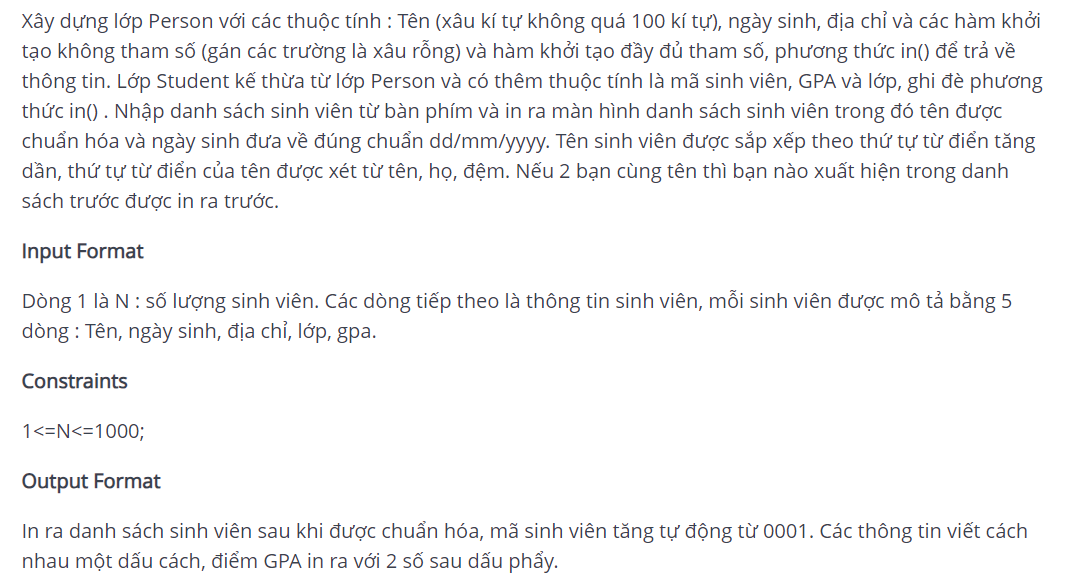 Xây dựng lớp Person với các thuộc tính : Tên (xâu kí tự không quá 100 kí tự), ngày sinh, địa chỉ và các hàm khởi
tạo không tham số (gán các trường là xâu rỗng) và hàm khởi tạo đầy đủ tham số, phương thức in() để trả về
thông tin. Lớp Student kế thừa từ lớp Person và có thêm thuộc tính là mã sinh viên, GPA và lớp, ghi đè phương
thức in() . Nhập danh sách sinh viên từ bàn phím và in ra màn hình danh sách sinh viên trong đó tên được
chuẩn hóa và ngày sinh đưa về đúng chuẩn dd/mm/yyyy. Tên sinh viên được sắp xếp theo thứ tự từ điển tăng
dần, thứ tự từ điển của tên được xét từ tên, họ, đệm. Nếu 2 bạn cùng tên thì bạn nào xuất hiện trong danh
sách trước được in ra trước.
Input Format
Dòng 1 là N : số lượng sinh viên. Các dòng tiếp theo là thông tin sinh viên, mỗi sinh viên được mô tả bằng 5
dòng : Tên, ngày sinh, địa chỉ, lớp, gpa.
Constraints
1<=N<=1000;
Output Format
In ra danh sách sinh viên sau khi được chuẩn hóa, mã sinh viên tăng tự động từ 0001. Các thông tin viết cách
nhau một dấu cách, điểm GPA in ra với 2 số sau dấu phẩy.